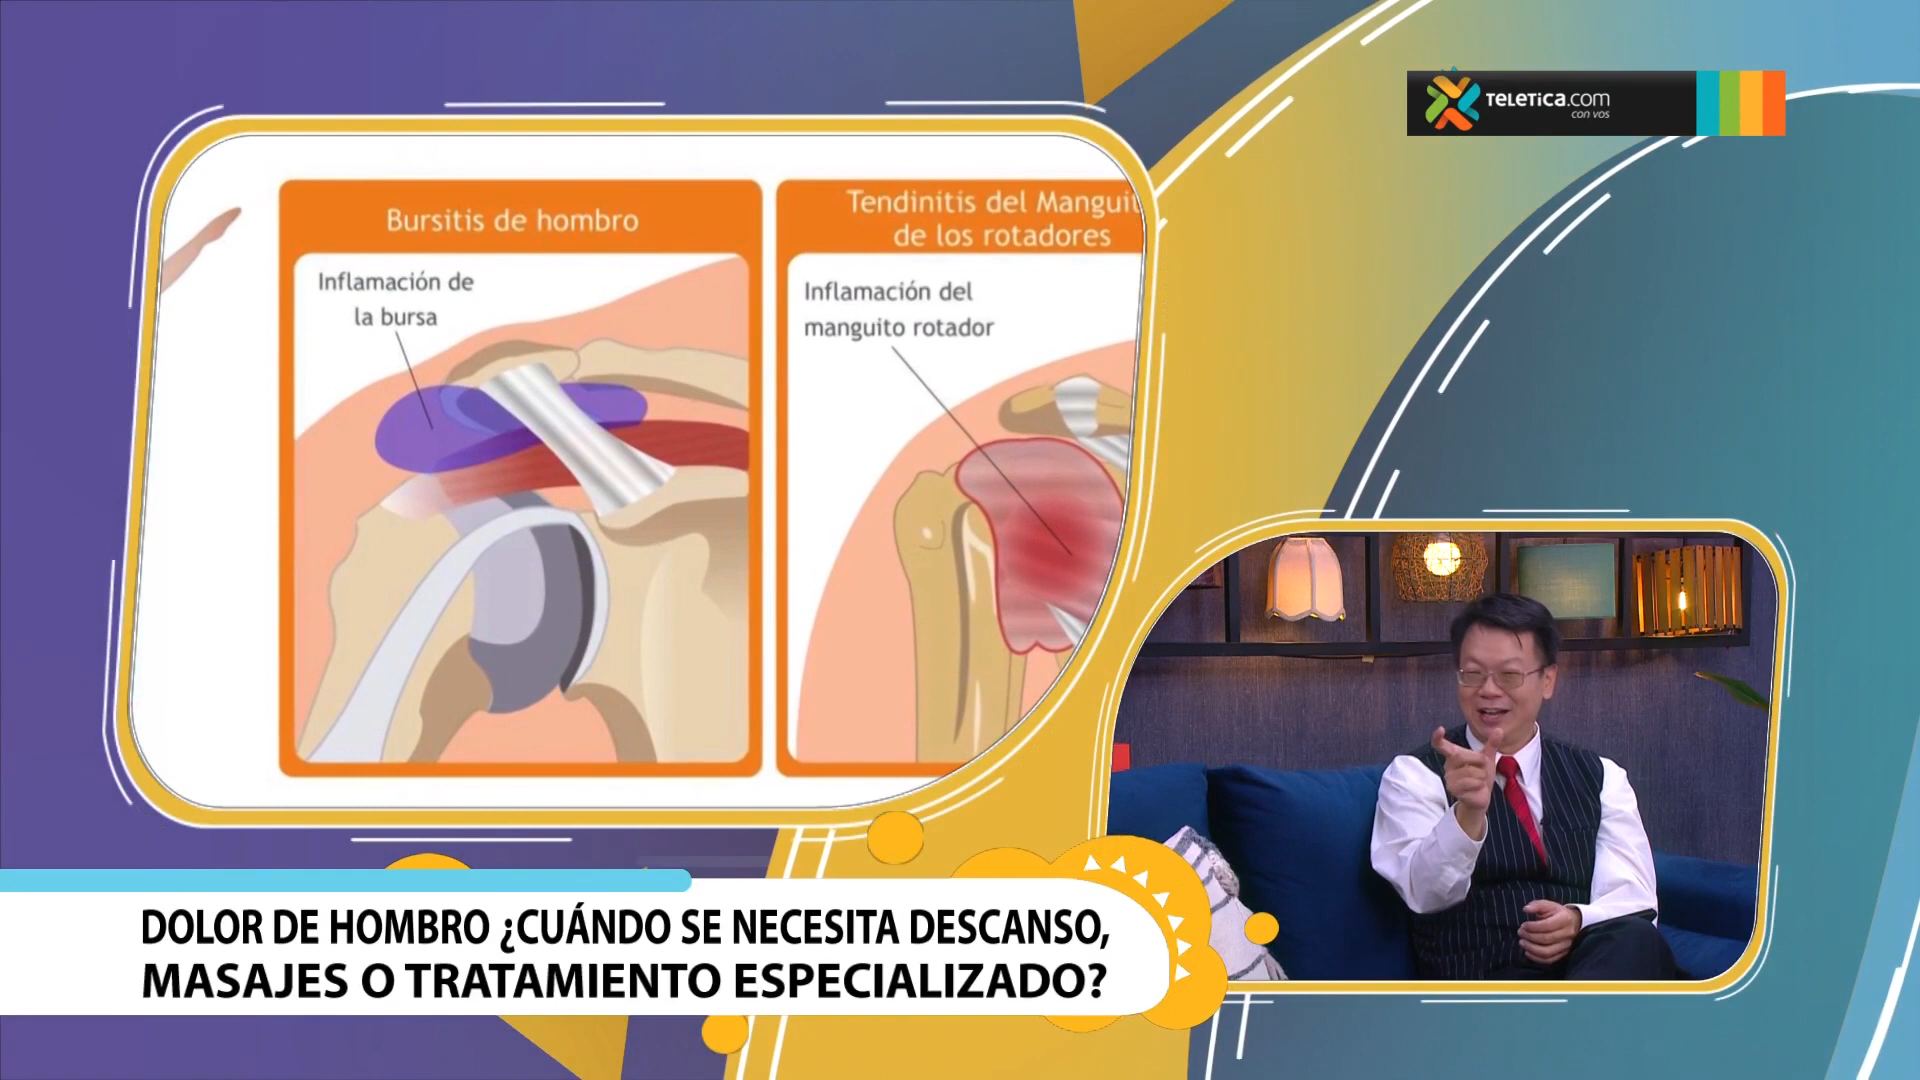 TELETICA.com
con vos
Bursitis de hombro
Inflamación de
la bursa
Tendinitis del Manguit
de los rotadores
Inflamación del
manguito rotador
DOLOR DE HOMBRO ¿CUÁNDO SE NECESITA DESCANSO,
MASAJES O TRATAMIENTO ESPECIALIZADO?